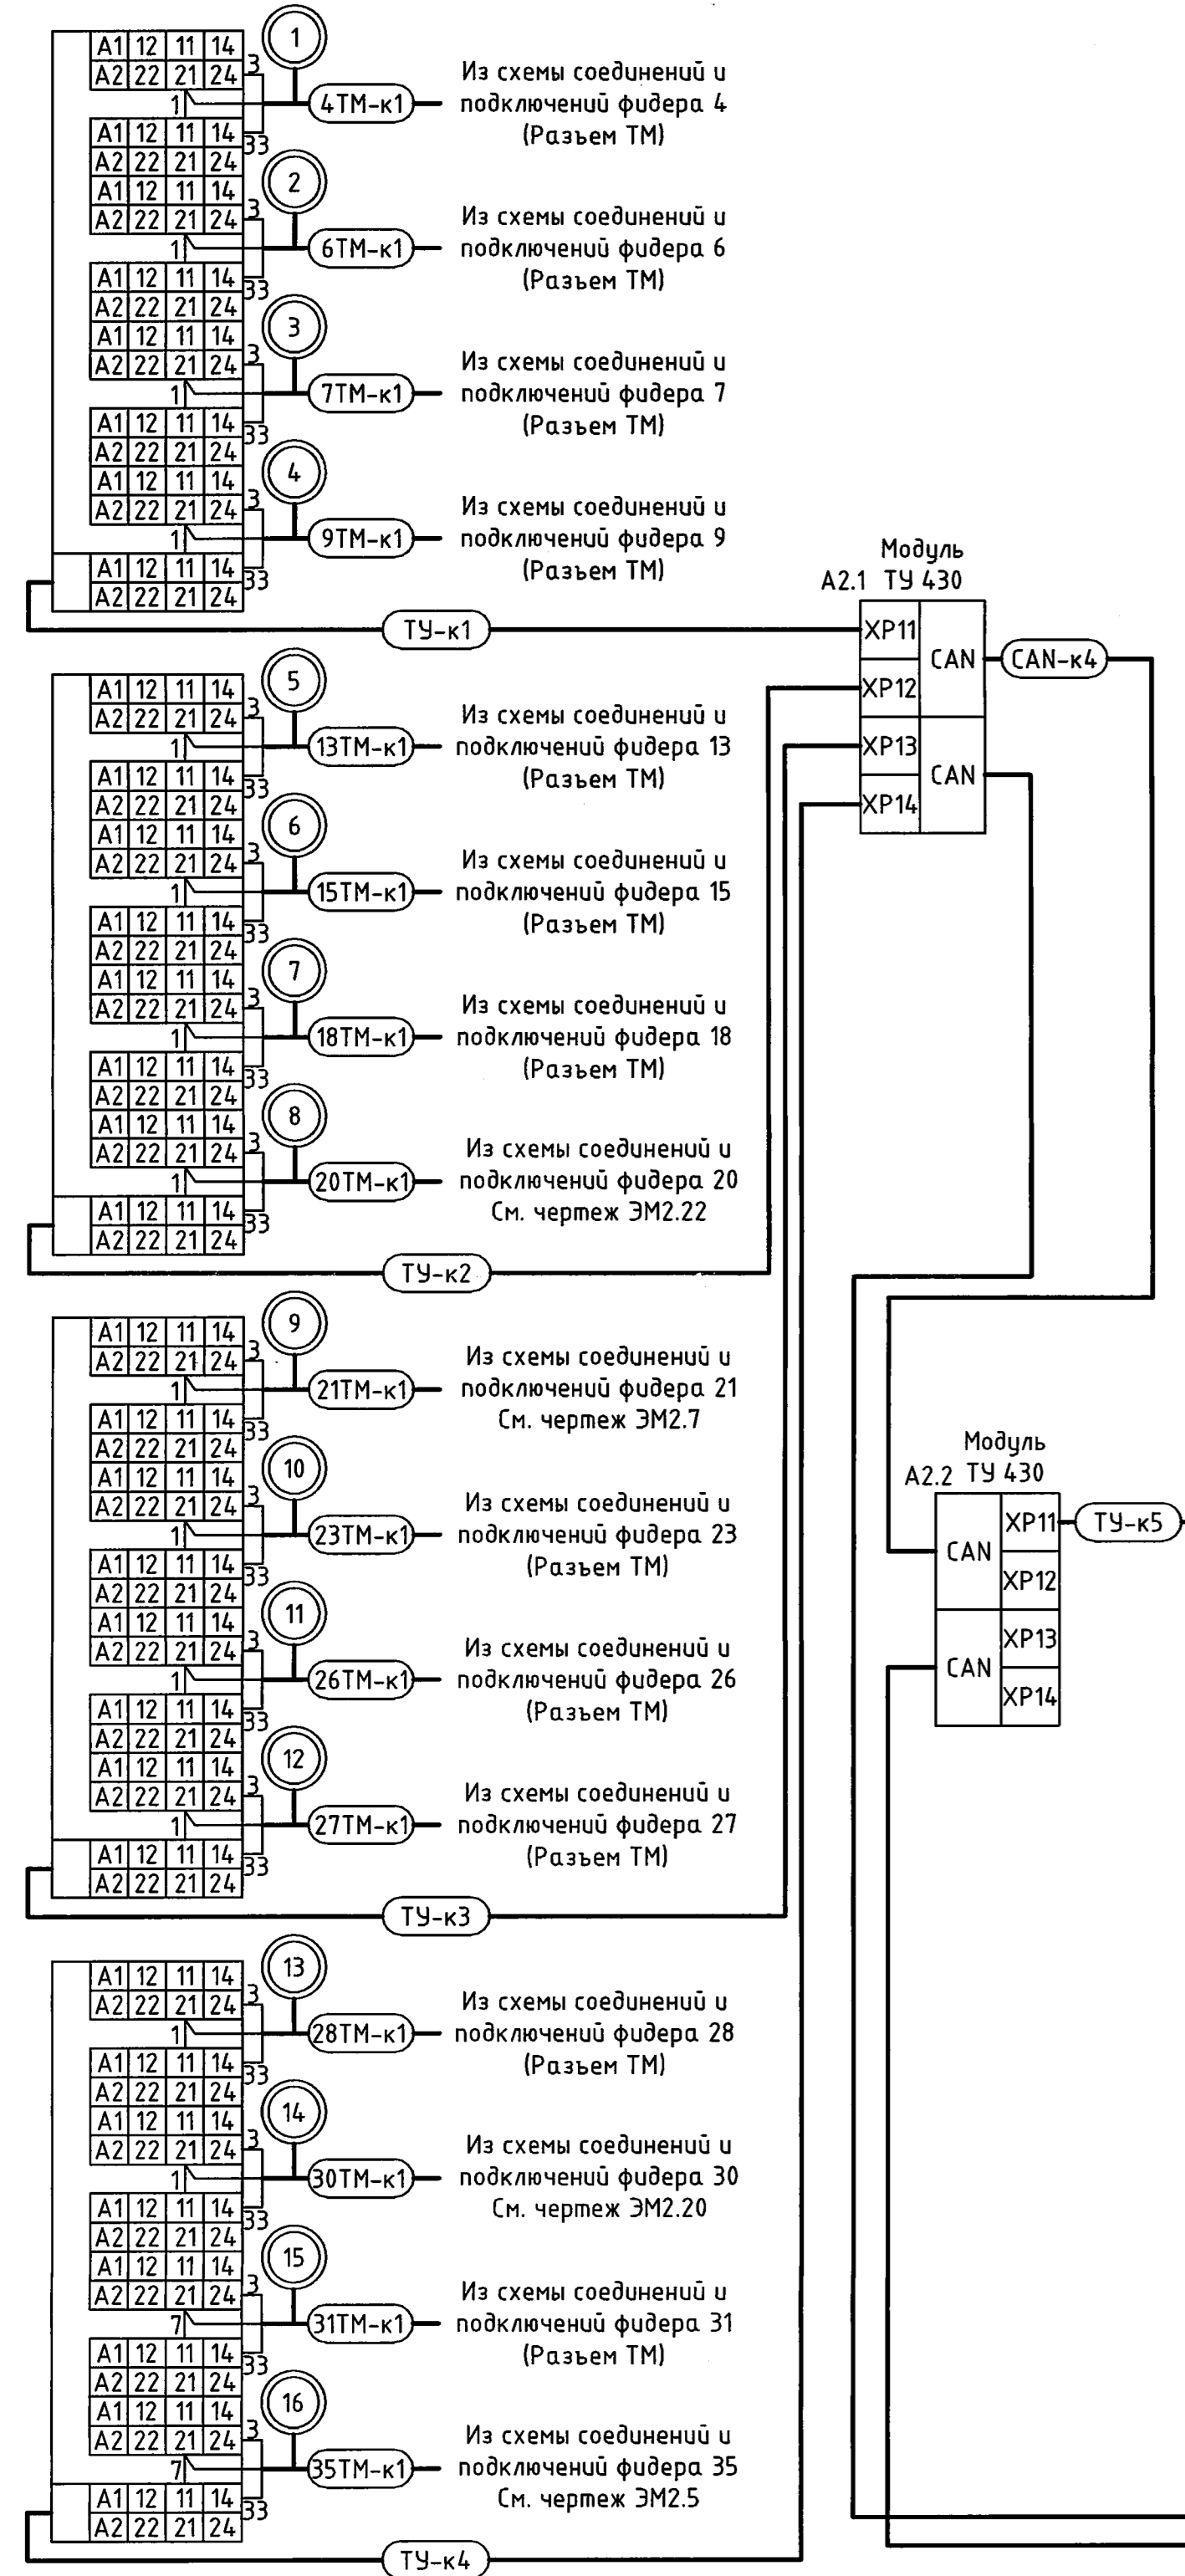 1
A1 12 11 14
A2 22 21 24 3
Из схемы соединений и
1 4ТМ-к1 подключений фидера 4
(Разъем ТМ)
A1 12 11 14 33
A2 22 21 24
2
A1 12 11 14
A2 22 21 24 3
Из схемы соединений и
1 6ТМ-к1 подключений фидера 6
(Разъем ТМ)
A1 12 11 14 33
A2 22 21 24
3
A1 12 11 14
A2 22 21 24 3
Из схемы соединений и
1 7ТМ-к1 подключений фидера 7
(Разъем ТМ)
A1 12 11 14 33
A2 22 21 24
4
A1 12 11 14
A2 22 21 24 3
Из схемы соединений и
1 9ТМ-к1 подключений фидера 9
(Разъем ТМ)
A1 12 11 14 33
A2 22 21 24
ТУ-к1
Модуль
А2.1 ТУ 430
XP11
CAN CAN-к4
XP12
XP13
CAN
XP14
5
A1 12 11 14
A2 22 21 24 3
Из схемы соединений и
1 13ТМ-к1 подключений фидера 13
(Разъем ТМ)
A1 12 11 14 33
A2 22 21 24
6
A1 12 11 14
A2 22 21 24 3
Из схемы соединений и
1 15ТМ-к1 подключений фидера 15
(Разъем ТМ)
A1 12 11 14 33
A2 22 21 24
7
A1 12 11 14
A2 22 21 24 3
Из схемы соединений и
1 18ТМ-к1 подключений фидера 18
(Разъем ТМ)
A1 12 11 14 33
A2 22 21 24
8
A1 12 11 14
A2 22 21 24 3
Из схемы соединений и
1 20ТМ-к1 подключений фидера 20
См. чертеж ЭМ2.22
A1 12 11 14 33
A2 22 21 24
ТУ-к2
9
A1 12 11 14
A2 22 21 24 3
Из схемы соединений и
1 21ТМ-к1 подключений фидера 21
См. чертеж ЭМ2.7
A1 12 11 14 33
A2 22 21 24
10
A1 12 11 14
A2 22 21 24 3
Из схемы соединений и
1 23ТМ-к1 подключений фидера 23
(Разъем ТМ)
A1 12 11 14 33
A2 22 21 24
11
A1 12 11 14
A2 22 21 24 3
Из схемы соединений и
1 26ТМ-к1 подключений фидера 26
(Разъем ТМ)
A1 12 11 14 33
A2 22 21 24
12
A1 12 11 14
A2 22 21 24 3
Из схемы соединений и
1 27ТМ-к1 подключений фидера 27
(Разъем ТМ)
A1 12 11 14 33
A2 22 21 24
ТУ-к3
Модуль
А2.2 ТУ 430
XP11 ТУ-к5
CAN
XP12
XP13
CAN
XP14
13
A1 12 11 14
A2 22 21 24 3
Из схемы соединений и
1 28ТМ-к1 подключений фидера 28
(Разъем ТМ)
A1 12 11 14 33
A2 22 21 24
14
A1 12 11 14
A2 22 21 24 3
Из схемы соединений и
1 30ТМ-к1 подключений фидера 30
См. чертеж ЭМ2.20
A1 12 11 14 33
A2 22 21 24
15
A1 12 11 14
A2 22 21 24 3
Из схемы соединений и
7 31ТМ-к1 подключений фидера 31
(Разъем ТМ)
A1 12 11 14 33
A2 22 21 24
16
A1 12 11 14
A2 22 21 24 3
Из схемы соединений и
7 35ТМ-к1 подключений фидера 35
См. чертеж ЭМ2.5
A1 12 11 14 33
A2 22 21 24
ТУ-к4